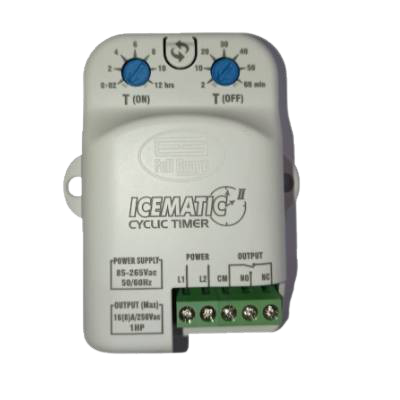 6
4 8
2 10
0-02 12 hrs
T (ON)
30
20 40
10 50
2 60 min
T (OFF)
Full Gauge
ICEMATIC II
CYCLIC TIMER
POWER SUPPLY
85-265Vac
50/60Hz
OUTPUT (Max)
16(8)A/250Vac
1HP
POWER OUTPUT
L1 L2 CM NO NC